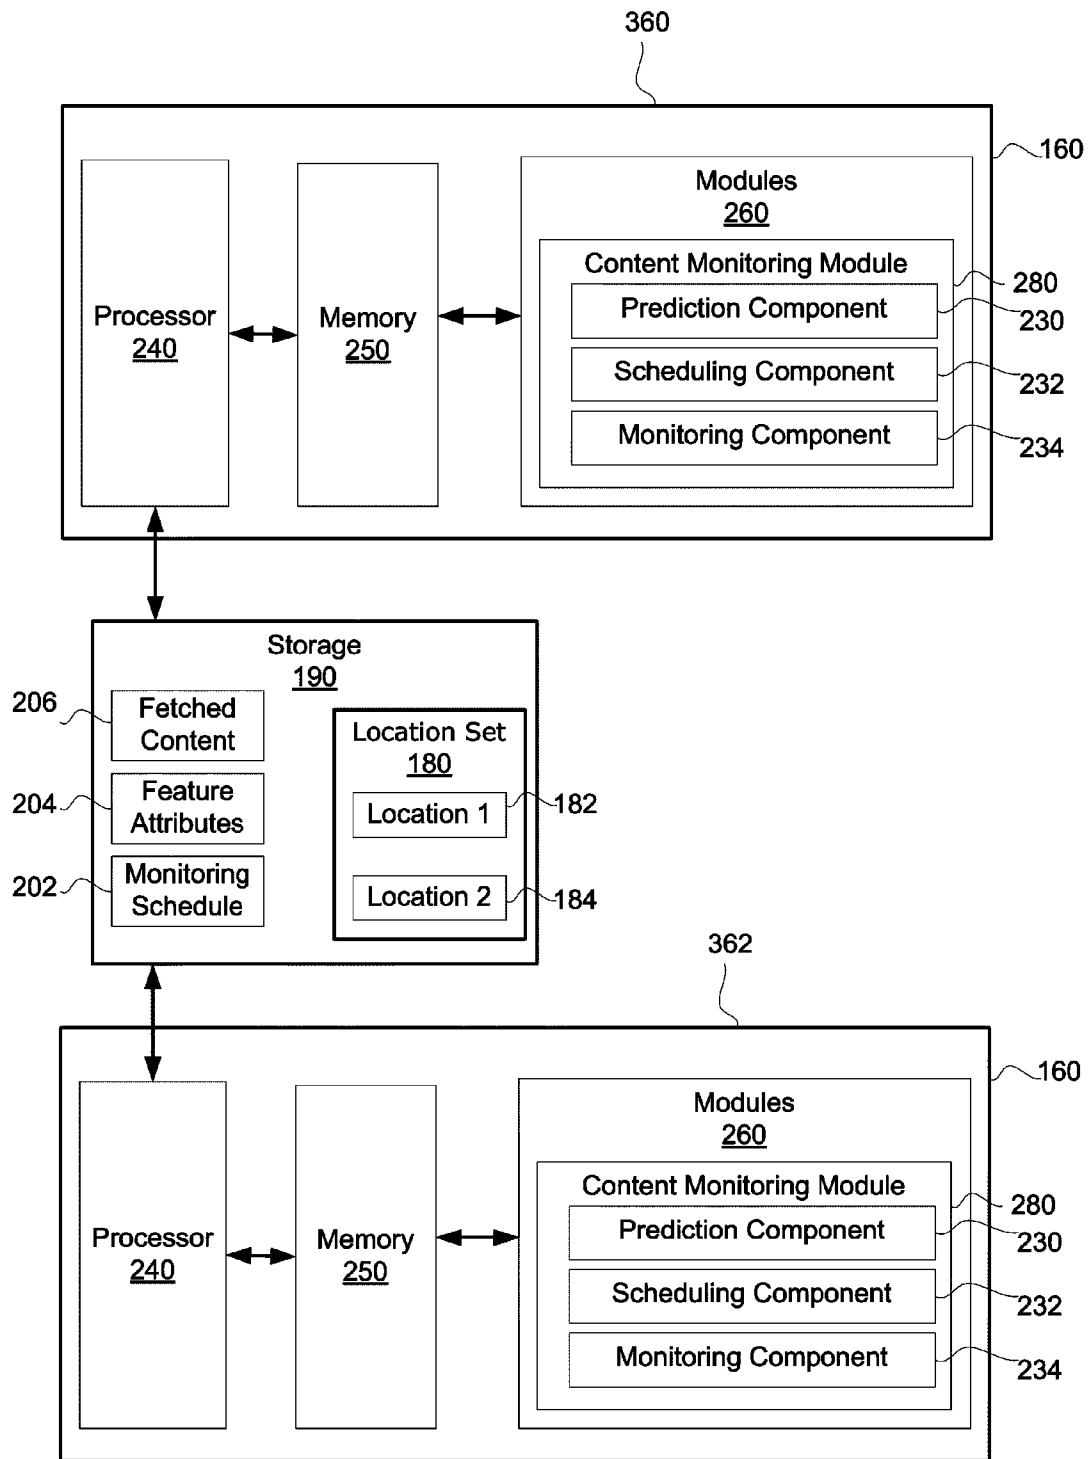 360
160
Modules
260
Content Monitoring Module
280
Prediction Component
230
Processor
240
Memory
250
Scheduling Component
232
Monitoring Component
234
Storage
190
206
Fetched
Content
Location Set
180
204
Feature
Attributes
Location 1
182
202
Monitoring
Schedule
Location 2
184
362
160
Modules
260
Content Monitoring Module
280
Prediction Component
230
Processor
240
Memory
250
Scheduling Component
232
Monitoring Component
234